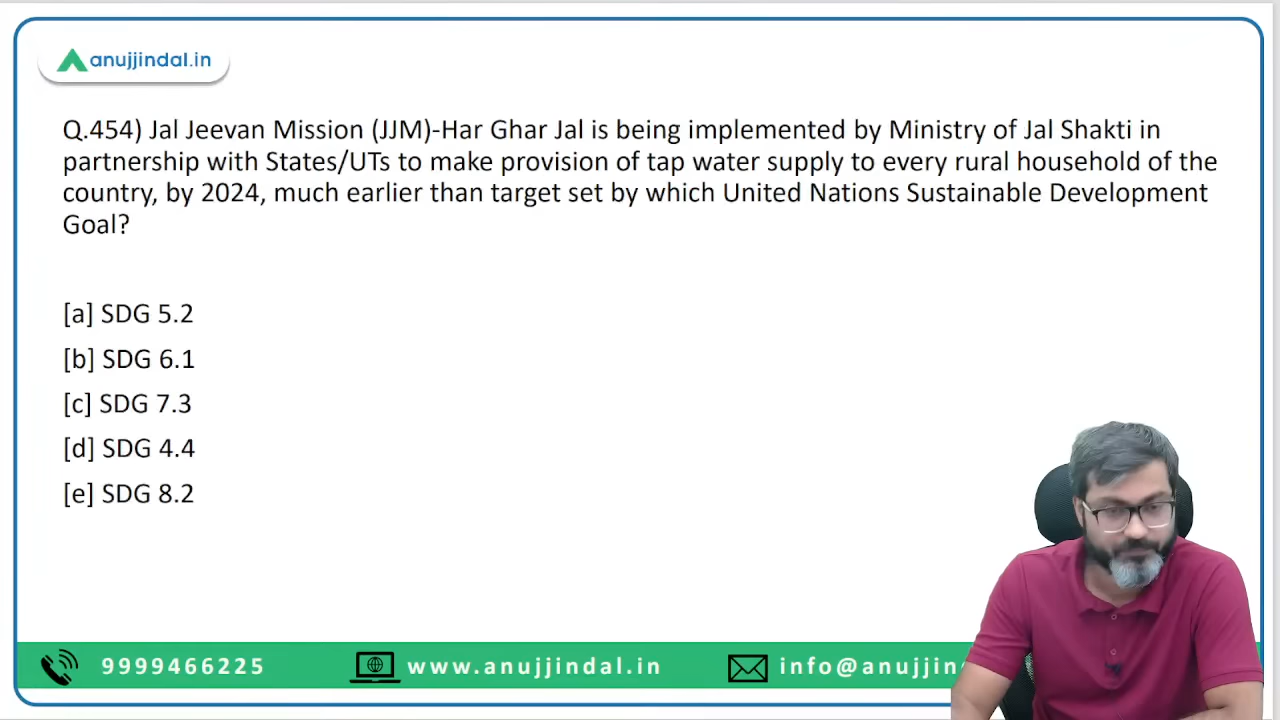 anujjindal.in
Q.454) Jal Jeevan Mission (JJM)-Har Ghar Jal is being implemented by Ministry of Jal Shakti in
partnership with States/UTs to make provision of tap water supply to every rural household of the
country, by 2024, much earlier than target set by which United Nations Sustainable Development
Goal?
[a] SDG 5.2
[b] SDG 6.1
[c] SDG 7.3
[d] SDG 4.4
[e] SDG 8.2
9999466225 www.anujjindal.in